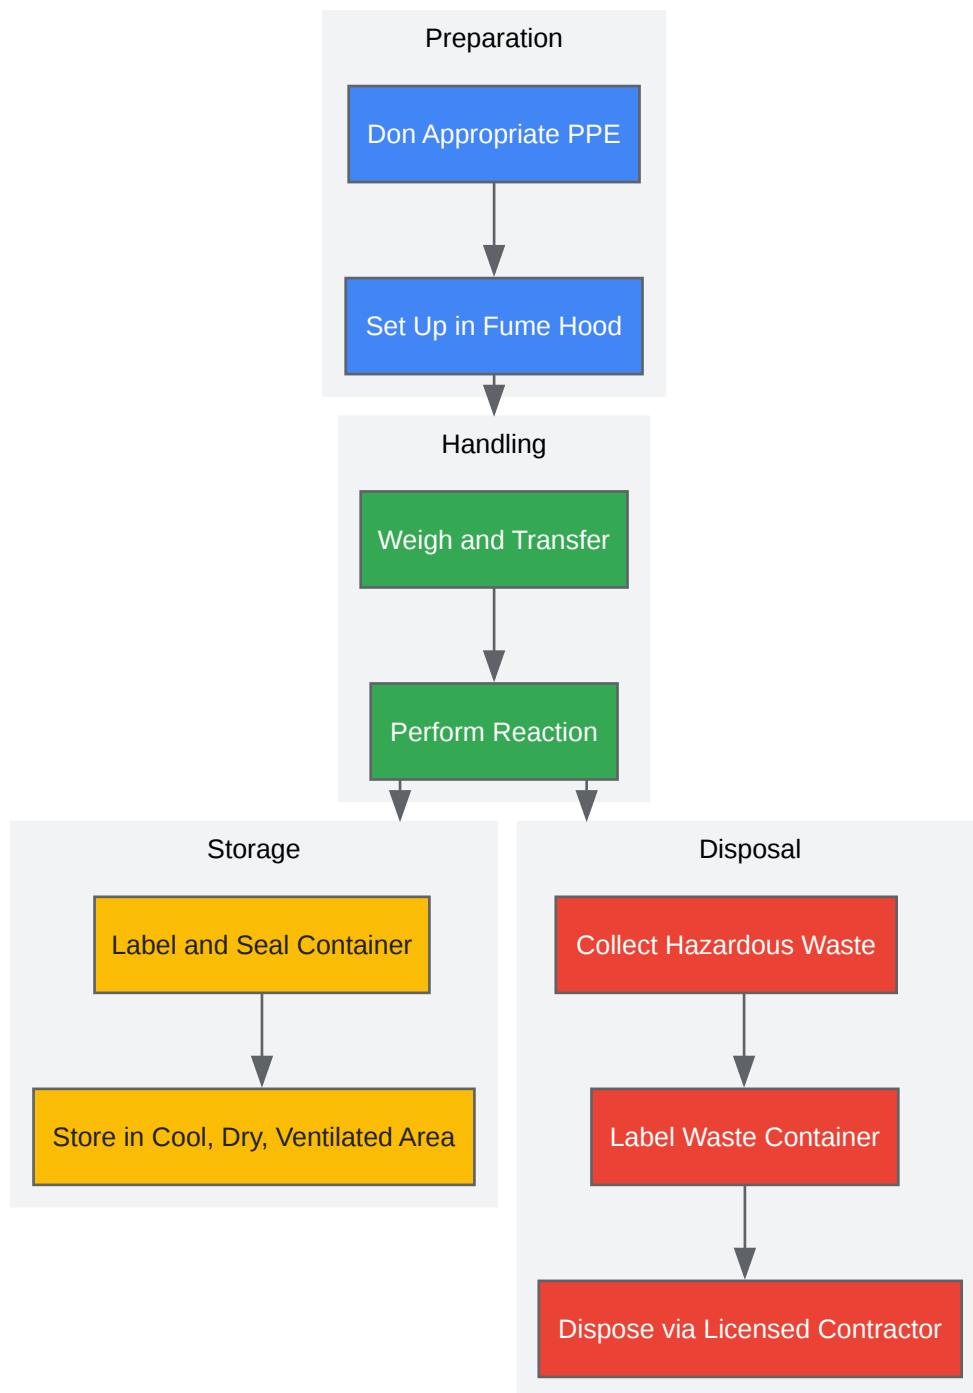 Preparation
Don Appropriate PPE
Set Up in Fume Hood
Handling
Weigh and Transfer
Perform Reaction
Storage
Label and Seal Container
Store in Cool, Dry, Ventilated Area
Disposal
Collect Hazardous Waste
Label Waste Container
Dispose via Licensed Contractor